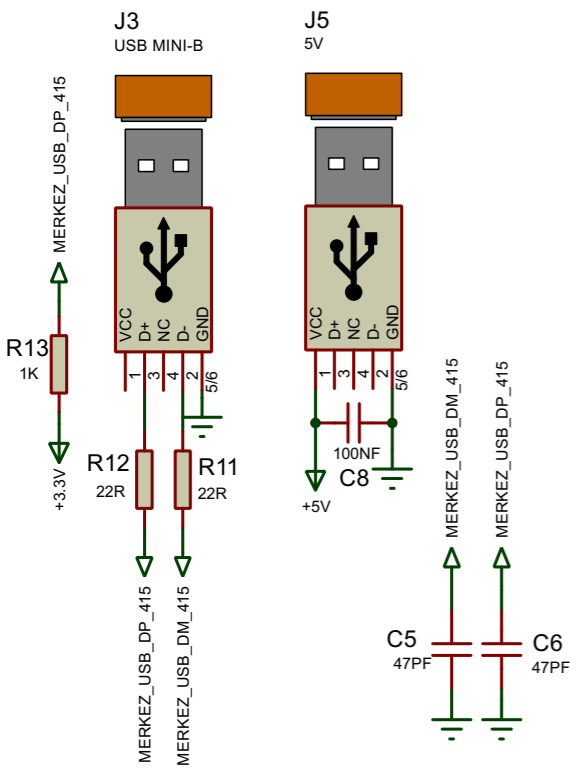 J3
USB MINI-B
J5
5V
MERKEZ_USB_DP_415
R13
1K
+3.3V
VCC
D+
NC
D-
GND
1
3
4
2
5/6
R12
22R
R11
22R
MERKEZ_USB_DP_415
MERKEZ_USB_DM_415
VCC
D+
NC
D-
GND
1
3
4
2
5/6
100NF
C8
+5V
MERKEZ_USB_DM_415
MERKEZ_USB_DP_415
C5
47PF
C6
47PF